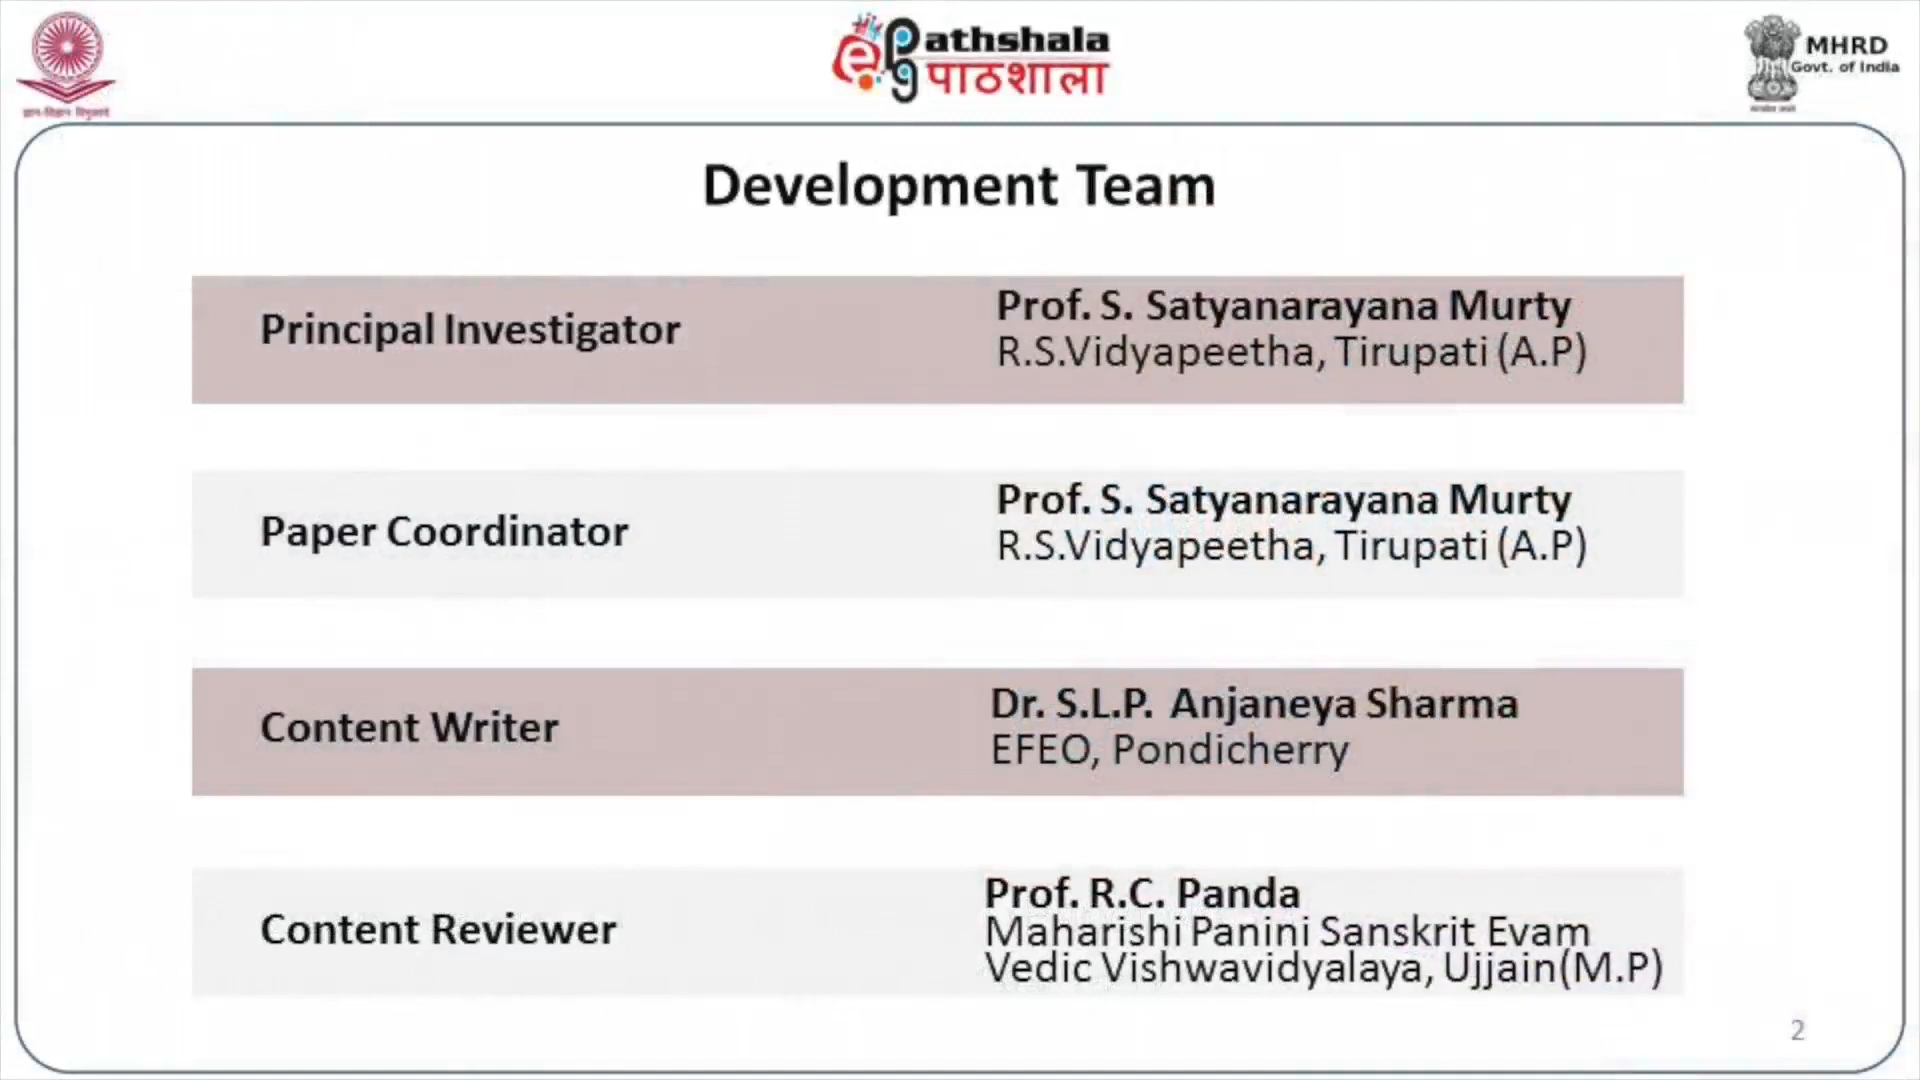 ePG Pathshala
पाठशाला
MHRD
Govt. of India
Development Team
Principal Investigator
Prof. S. Satyanarayana Murty
R.S.Vidyapeetha, Tirupati (A.P)
Paper Coordinator
Prof. S. Satyanarayana Murty
R.S.Vidyapeetha, Tirupati (A.P)
Content Writer
Dr. S.L.P. Anjaneya Sharma
EFEO, Pondicherry
Content Reviewer
Prof. R.C. Panda
Maharishi Panini Sanskrit Evam
Vedic Vishwavidyalaya, Ujjain(M.P)
2